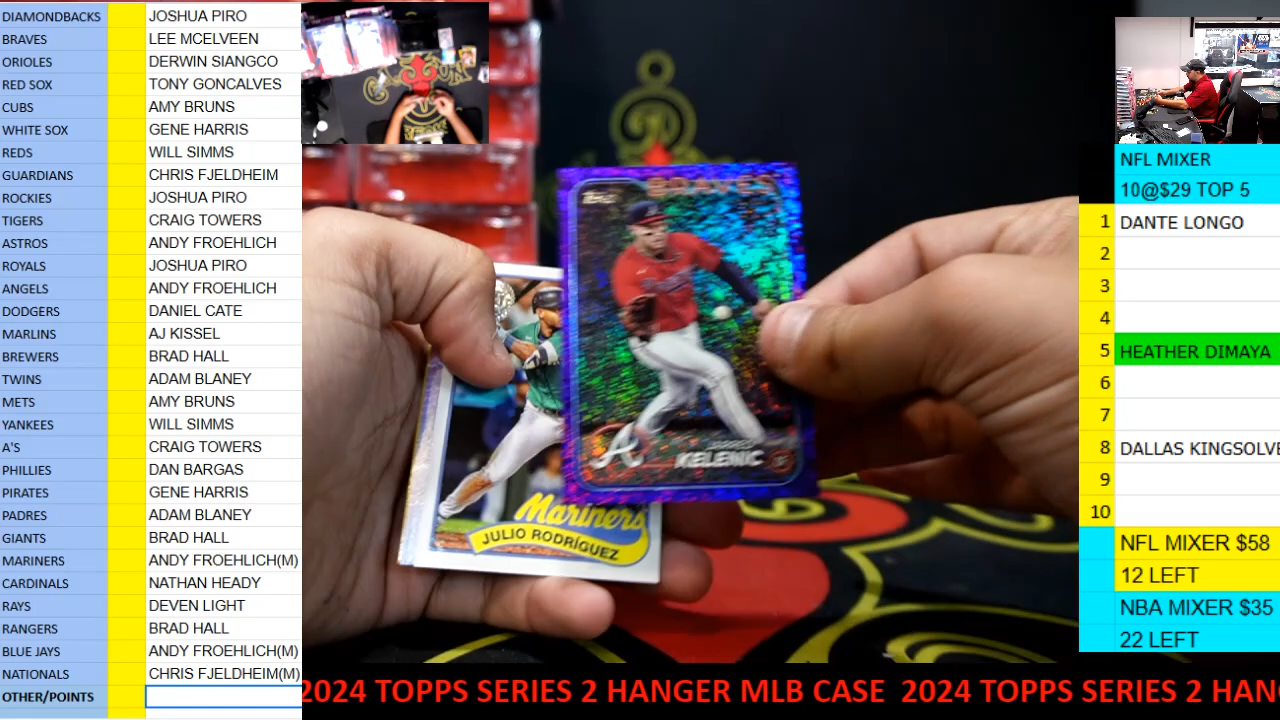 DIAMONDBACKS JOSHUA PIRO
BRAVES LEE MCELVEEN
ORIOLES DERWIN SIANGCO
RED SOX TONY GONCALVES
CUBS AMY BRUNS
WHITE SOX GENE HARRIS
REDS WILL SIMMS
GUARDIANS CHRIS FJELDHEIM
ROCKIES JOSHUA PIRO
TIGERS CRAIG TOWERS
ASTROS ANDY FROEHLICH
ROYALS JOSHUA PIRO
ANGELS ANDY FROEHLICH
DODGERS DANIEL CATE
MARLINS AJ KISSEL
BREWERS BRAD HALL
TWINS ADAM BLANEY
METS AMY BRUNS
YANKEES WILL SIMMS
A'S CRAIG TOWERS
PHILLIES DAN BARGAS
PIRATES GENE HARRIS
PADRES ADAM BLANEY
GIANTS BRAD HALL
MARINERS ANDY FROEHLICH(M)
CARDINALS NATHAN HEADY
RAYS DEVEN LIGHT
RANGERS BRAD HALL
BLUE JAYS ANDY FROEHLICH(M)
NATIONALS CHRIS FJELDHEIM(M)
OTHER/POINTS
BRAVES
topps
JARRED
KELENIC
Mariners
JULIO RODRÍGUEZ
NFL MIXER
10@$29 TOP 5
1 DANTE LONGO
2
3
4
5 HEATHER DIMAYA
6
7
8 DALLAS KINGSOLVE
9
10
NFL MIXER $58
12 LEFT
NBA MIXER $35
22 LEFT
2024 TOPPS SERIES 2 HANGER MLB CASE 2024 TOPPS SERIES 2 HAN